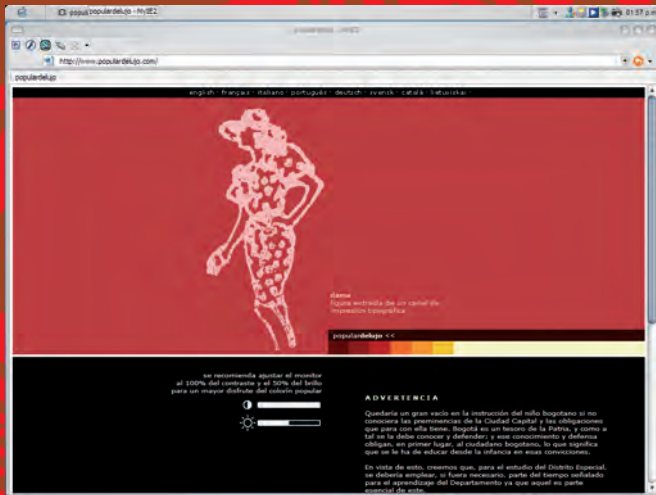 populardelujo - MyIE2
01:57 p.m
http://www.populardelujo.com/
populardelujo
english · français · italiano · português · deutsch · svensk · català · lietuviskai
dama
figura extraída de un cartel de
impresión tipográfica
populardelujo <<
se recomienda ajustar el monitor
al 100% del contraste y el 50% del brillo
para un mayor disfrute del colorín popular
ADVERTENCIA
Quedaría un gran vacío en la instrucción del niño bogotano si no
conociera las preminencias de la Ciudad Capital y las obligaciones
que para con ella tiene. Bogotá es un tesoro de la Patria, y como a
tal se la debe conocer y defender; y ese conocimiento y defensa
obligan, en primer lugar, al ciudadano bogotano, lo que significa
que se le ha de educar desde la infancia en esas convicciones.
En vista de esto, creemos que, para el estudio del Distrito Especial,
se debería emplear, si fuera necesario, parte del tiempo señalado
para el aprendizaje del Departamento ya que aquel es parte
esencial de este.